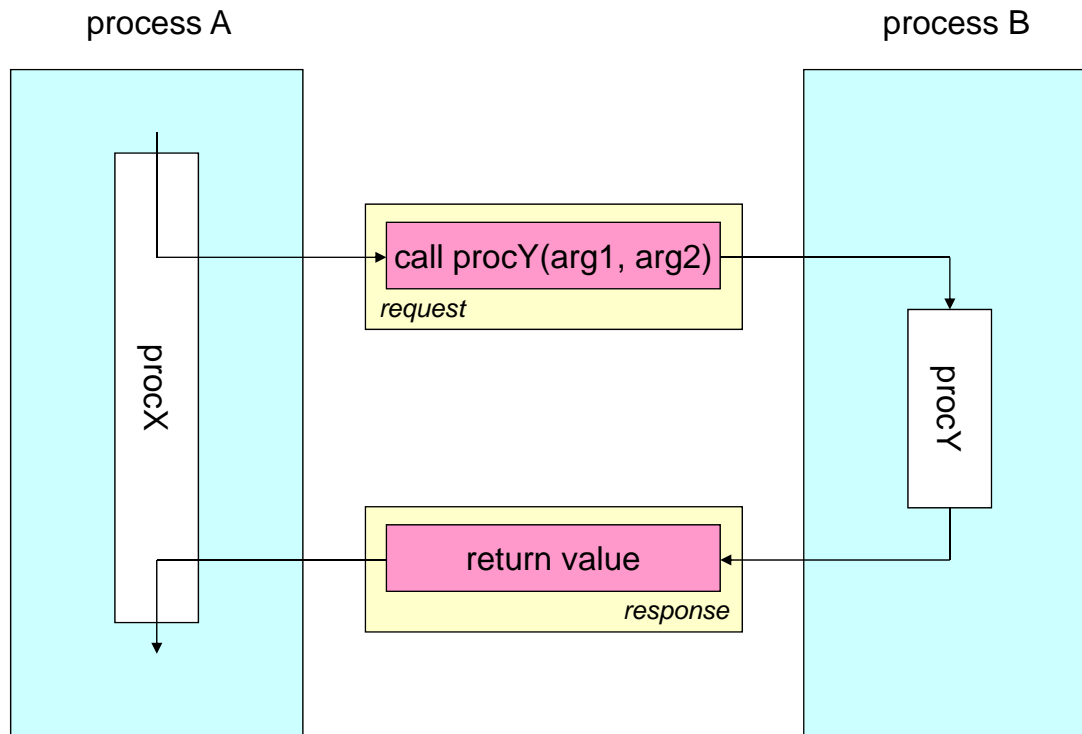 process A
process B
call procY(arg1, arg2)
request
procX
procY
return value
response